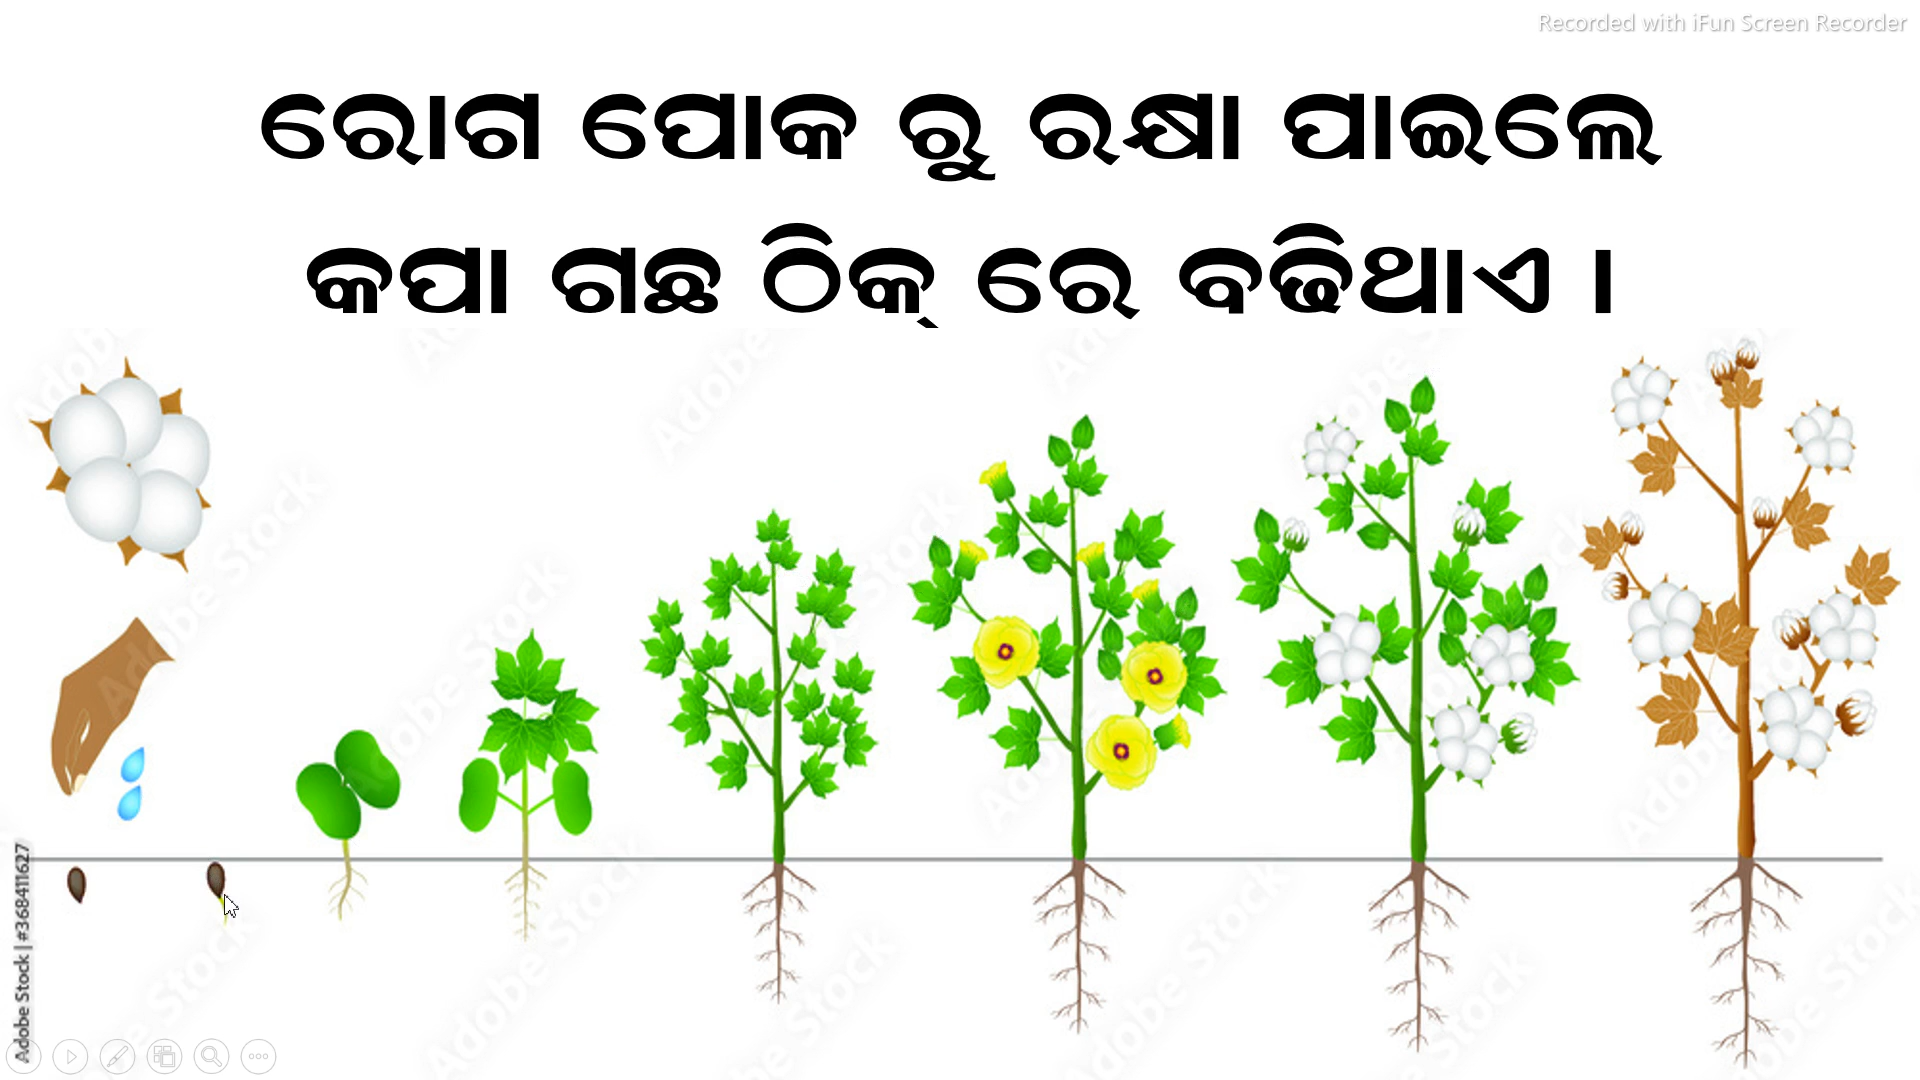 Recorded with iFun Screen Recorder
ରୋଗ ପୋକ ରୁ ରକ୍ଷା ପାଇଲେ
କପା ଗଛ ଠିକ୍ ରେ ବଢିଥାଏ ।
Adobe Stock | #368411627